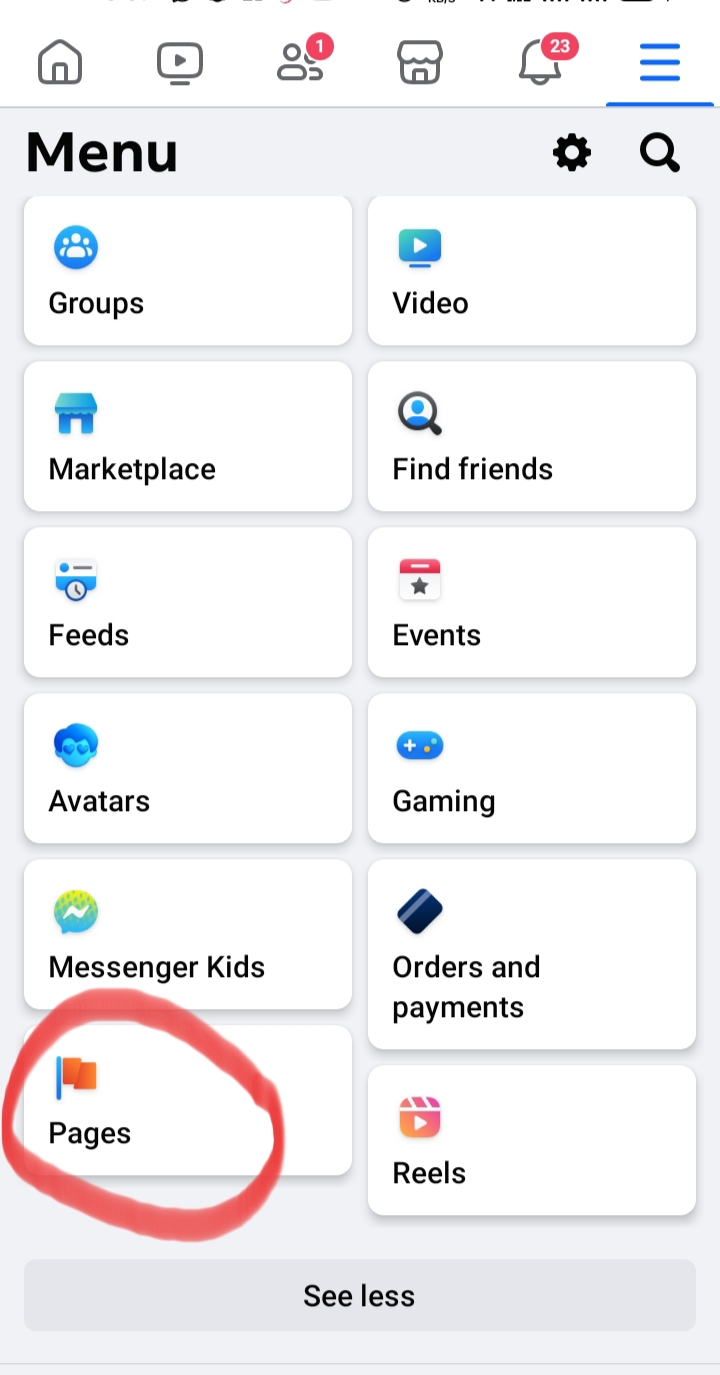 1
23
Menu
Groups
Video
Marketplace
Find friends
Feeds
Events
Avatars
Gaming
Messenger Kids
Orders and
payments
Pages
Reels
See less